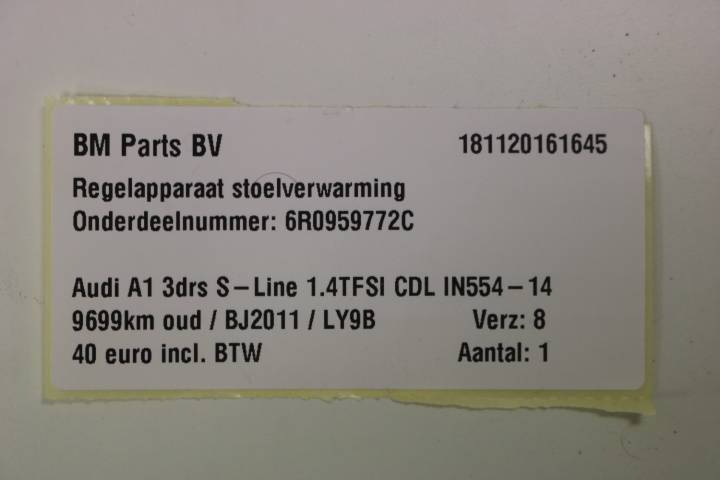 BM Parts BV 181120161645
Regelapparaat stoelverwarming
Onderdeelnummer: 6R0959772C
Audi A1 3drs S-Line 1.4TFSI CDL IN554-14
9699km oud / BJ2011 / LY9B Verz: 8
40 euro incl. BTW Aantal: 1